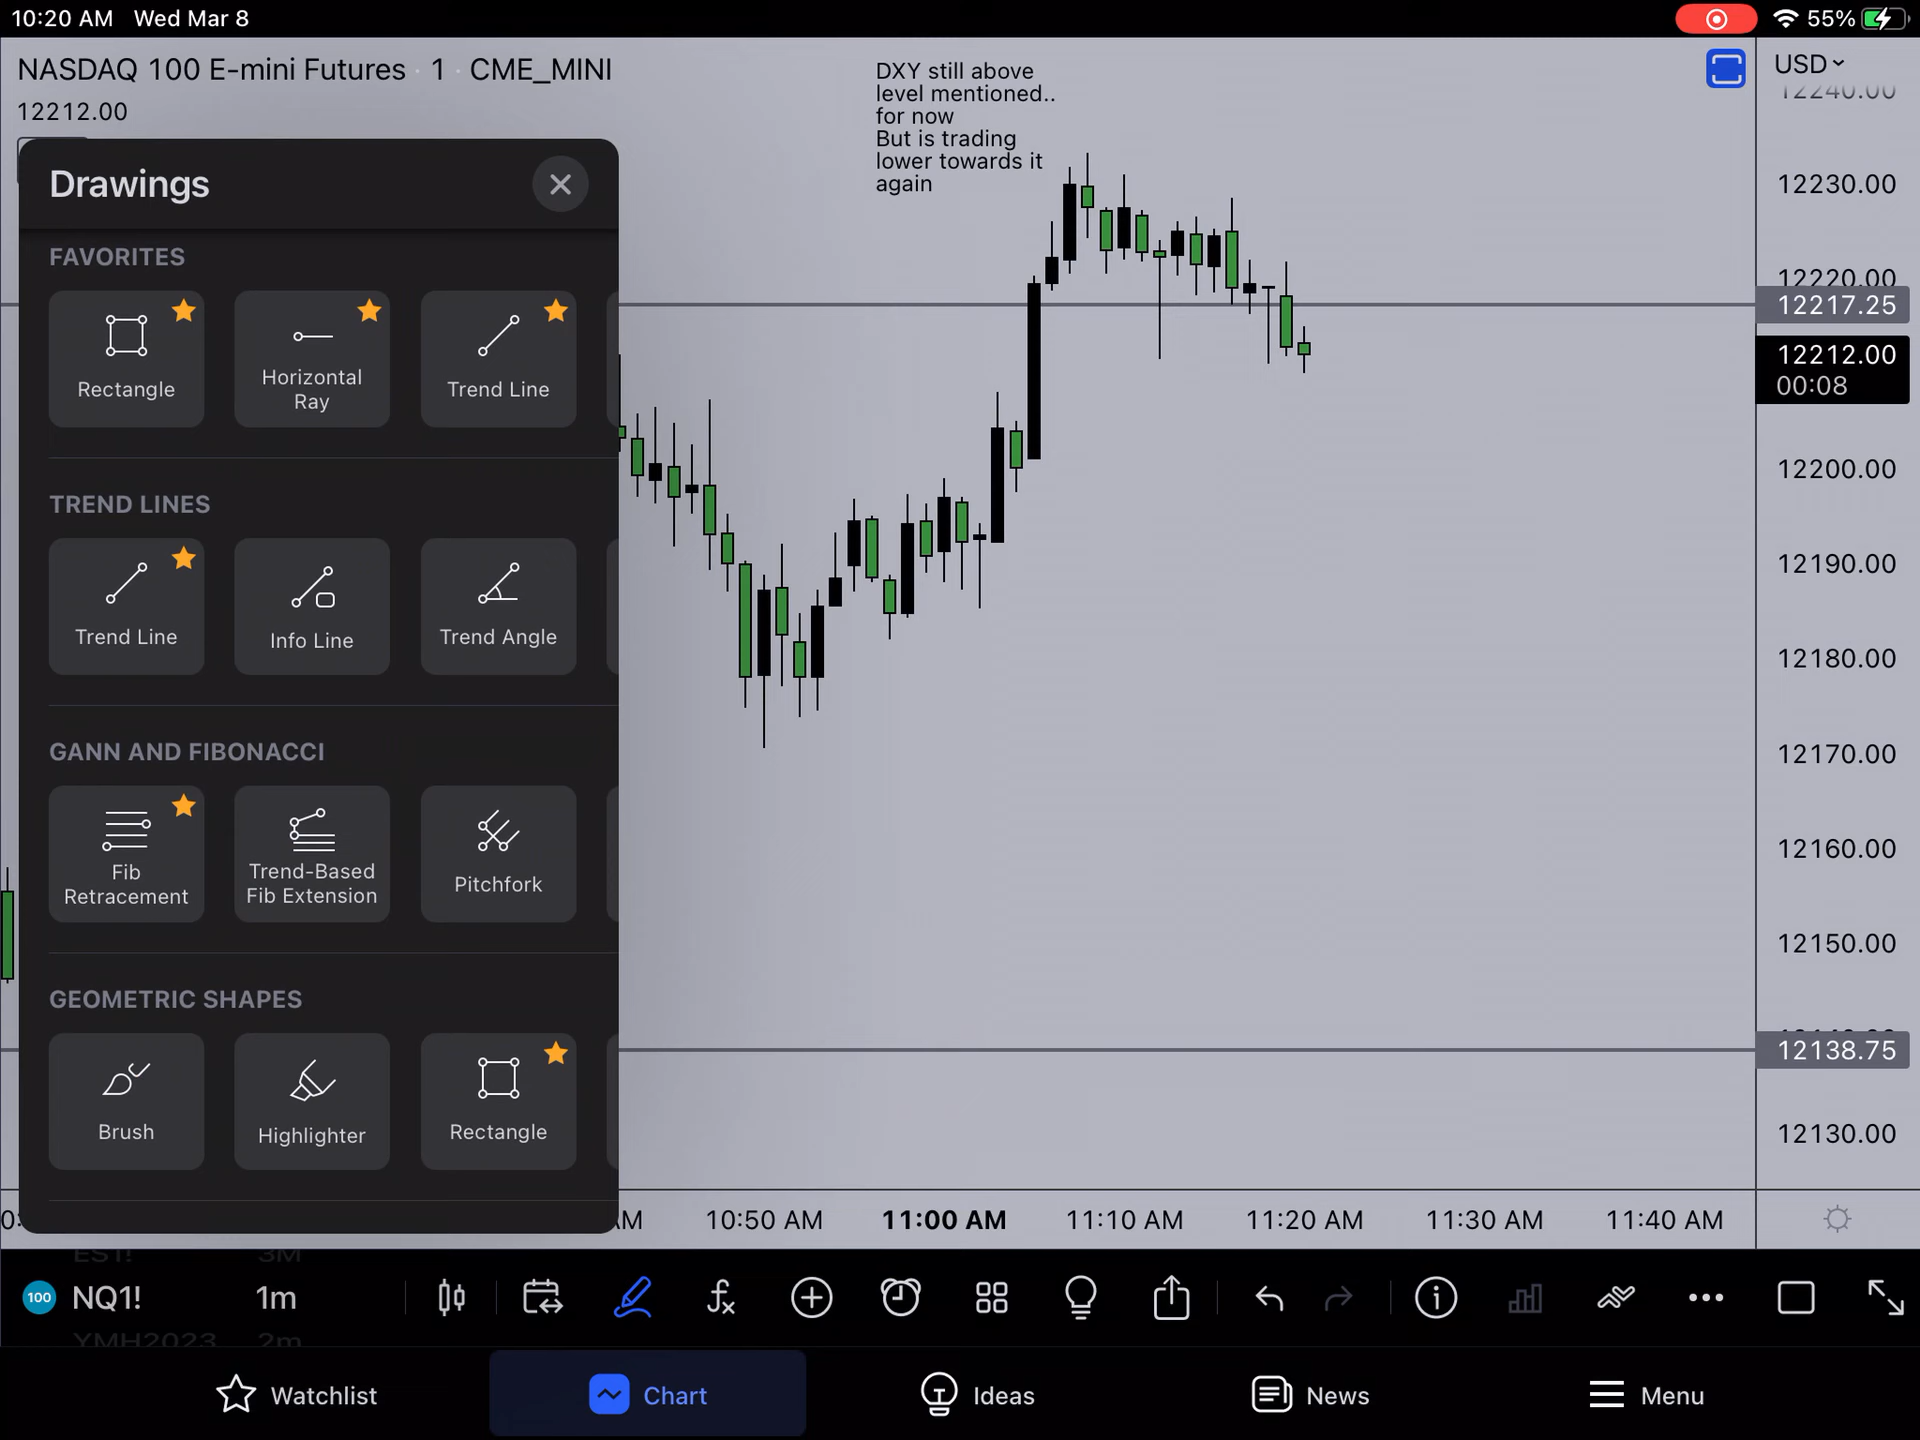 10:20 AM Wed Mar 8
55%
NASDAQ 100 E-mini Futures · 1 · CME_MINI
12212.00
DXY still above
level mentioned..
for now
But is trading
lower towards it
again
USD
12240.00
12230.00
12220.00
12217.25
12212.00
00:08
12200.00
12190.00
12180.00
12170.00
12160.00
12150.00
12138.75
12130.00
Drawings
FAVORITES
Rectangle
Horizontal
Ray
Trend Line
TREND LINES
Trend Line
Info Line
Trend Angle
GANN AND FIBONACCI
Fib
Retracement
Trend-Based
Fib Extension
Pitchfork
GEOMETRIC SHAPES
Brush
Highlighter
Rectangle
10:50 AM 11:00 AM 11:10 AM 11:20 AM 11:30 AM 11:40 AM
3M
100 NQ1! 1m
YMH2023 2m
Watchlist Chart Ideas News Menu